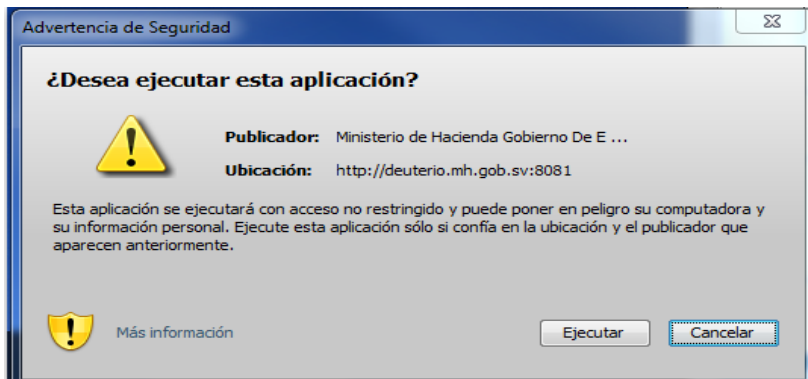 Advertencia de Seguridad
¿Desea ejecutar esta aplicación?
Publicador: Ministerio de Hacienda Gobierno De E ...
Ubicación: http://deuterio.mh.gob.sv:8081
Esta aplicación se ejecutará con acceso no restringido y puede poner en peligro su computadora y
su información personal. Ejecute esta aplicación sólo si confía en la ubicación y el publicador que
aparecen anteriormente.
Más información
Ejecutar
Cancelar